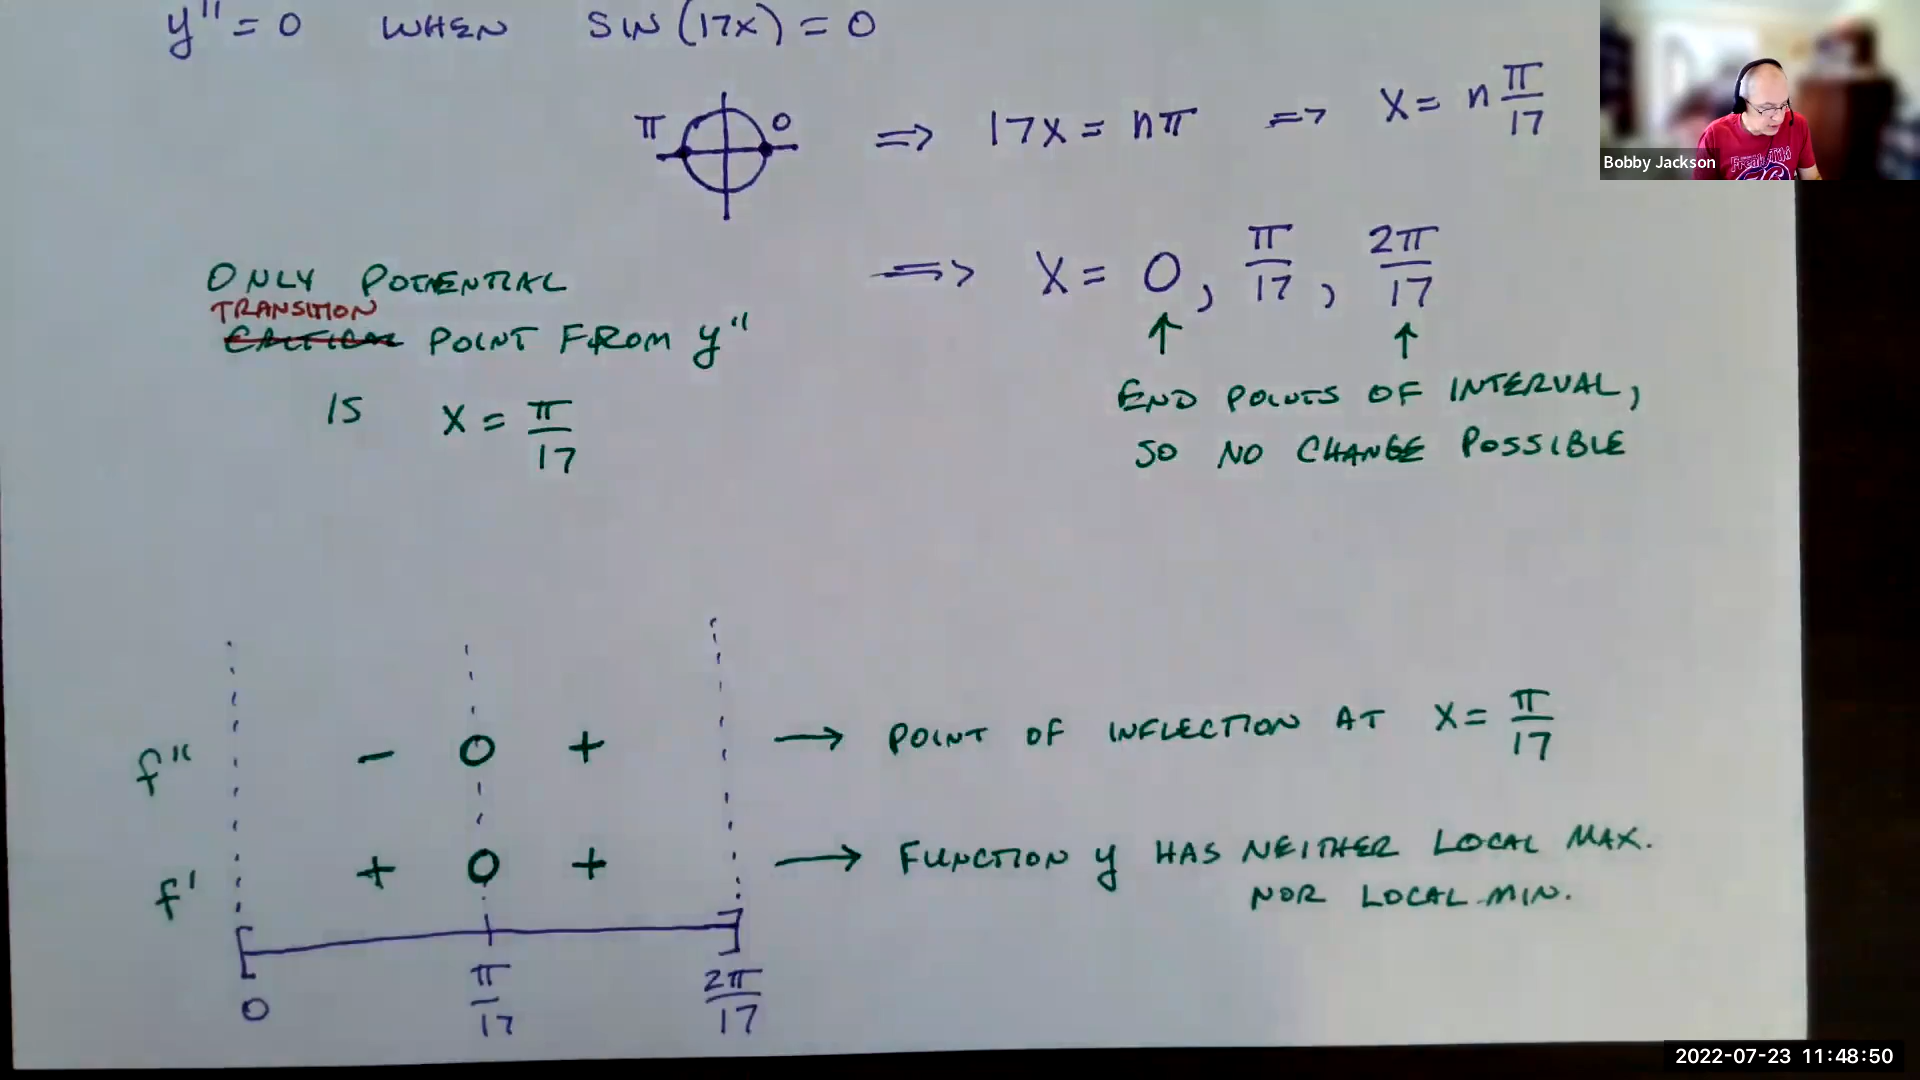 y'' = 0 WHEN SIN (17x) = 0
π 0 => 17x = nπ => x = n π/17
=> x = 0, π/17, 2π/17
ONLY POTENTIAL
TRANSITION
CRITICAL POINT FROM y''
IS x = π/17
END POINTS OF INTERVAL,
SO NO CHANGE POSSIBLE
f'' - 0 + → POINT OF INFLECTION AT x = π/17
f' + 0 + → FUNCTION y HAS NEITHER LOCAL MAX.
NOR LOCAL MIN.
0 π/17 2π/17
Bobby Jackson
2022-07-23 11:48:50